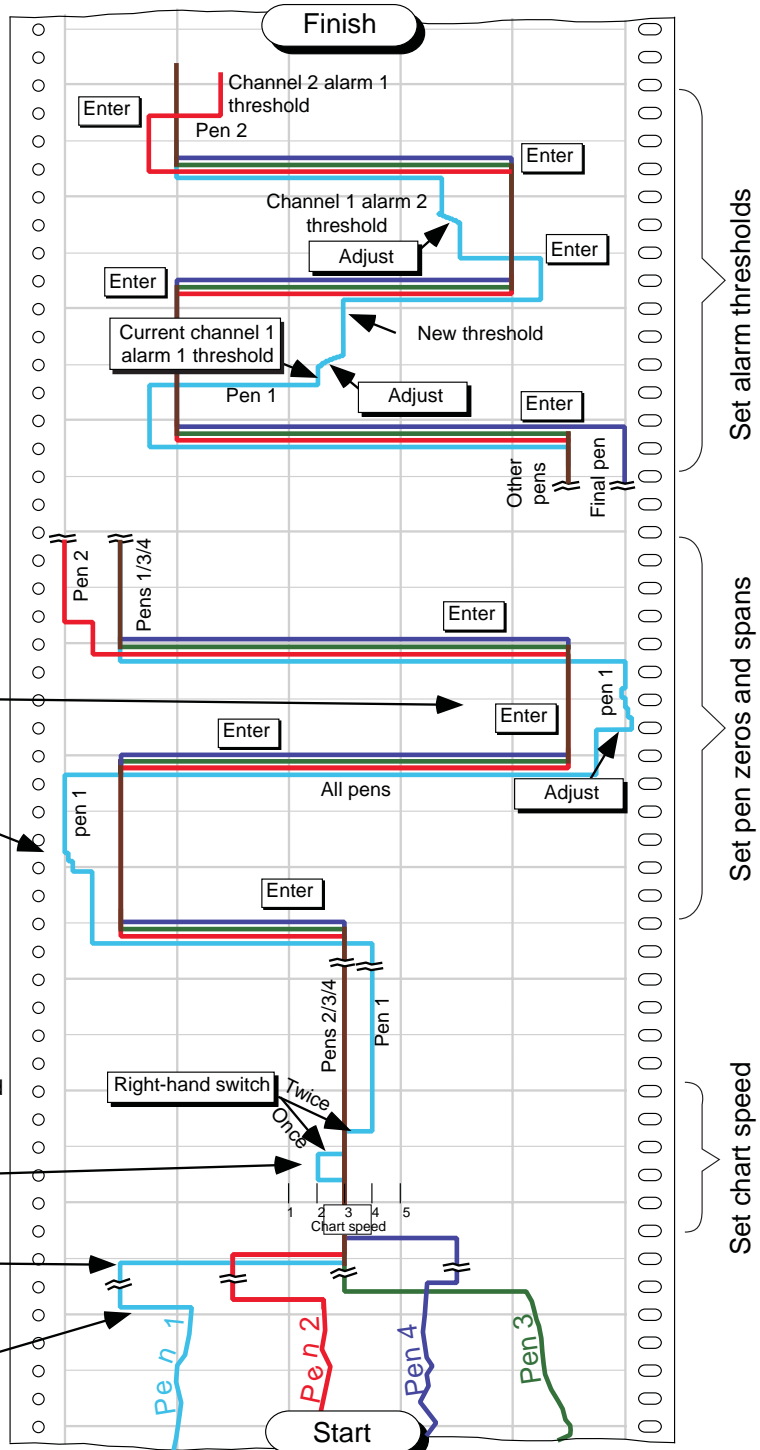 Finish
Channel 2 alarm 1
threshold
Enter
Pen 2
Enter
Channel 1 alarm 2
threshold
Adjust
Enter
Enter
Current channel 1
alarm 1 threshold
New threshold
Pen 1
Adjust
Enter
Other
pens
Final pen
Set alarm thresholds
Pen 2
Pens 1/3/4
Enter
pen 1
Enter
Enter
All pens
Adjust
pen 1
Enter
Set pen zeros and spans
Pens 2/3/4
Pen 1
Right-hand switch
Twice
Once
1 2 3 4 5
Chart speed
Set chart speed
Pen 1
Pen 2
Pen 4
Pen 3
Start